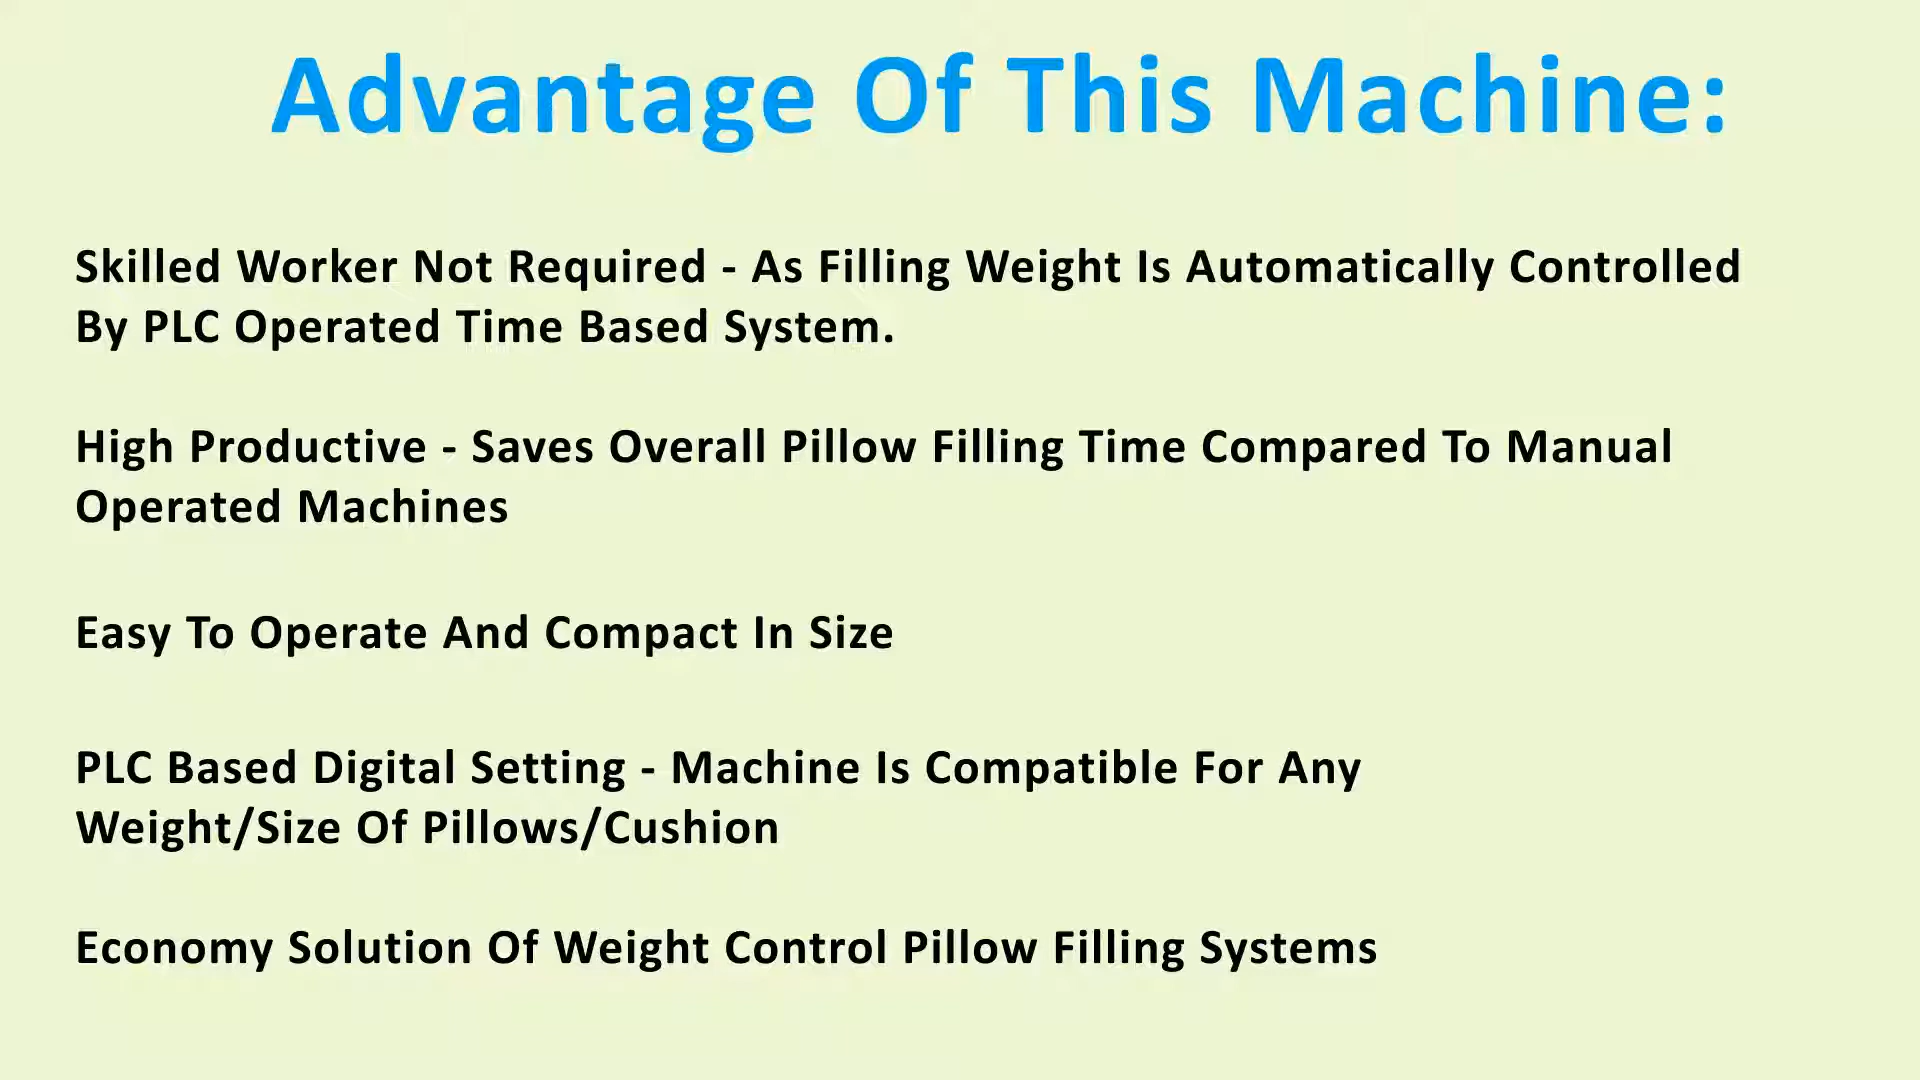 Advantage Of This Machine:
Skilled Worker Not Required - As Filling Weight Is Automatically Controlled
By PLC Operated Time Based System.
High Productive - Saves Overall Pillow Filling Time Compared To Manual
Operated Machines
Easy To Operate And Compact In Size
PLC Based Digital Setting - Machine Is Compatible For Any
Weight/Size Of Pillows/Cushion
Economy Solution Of Weight Control Pillow Filling Systems